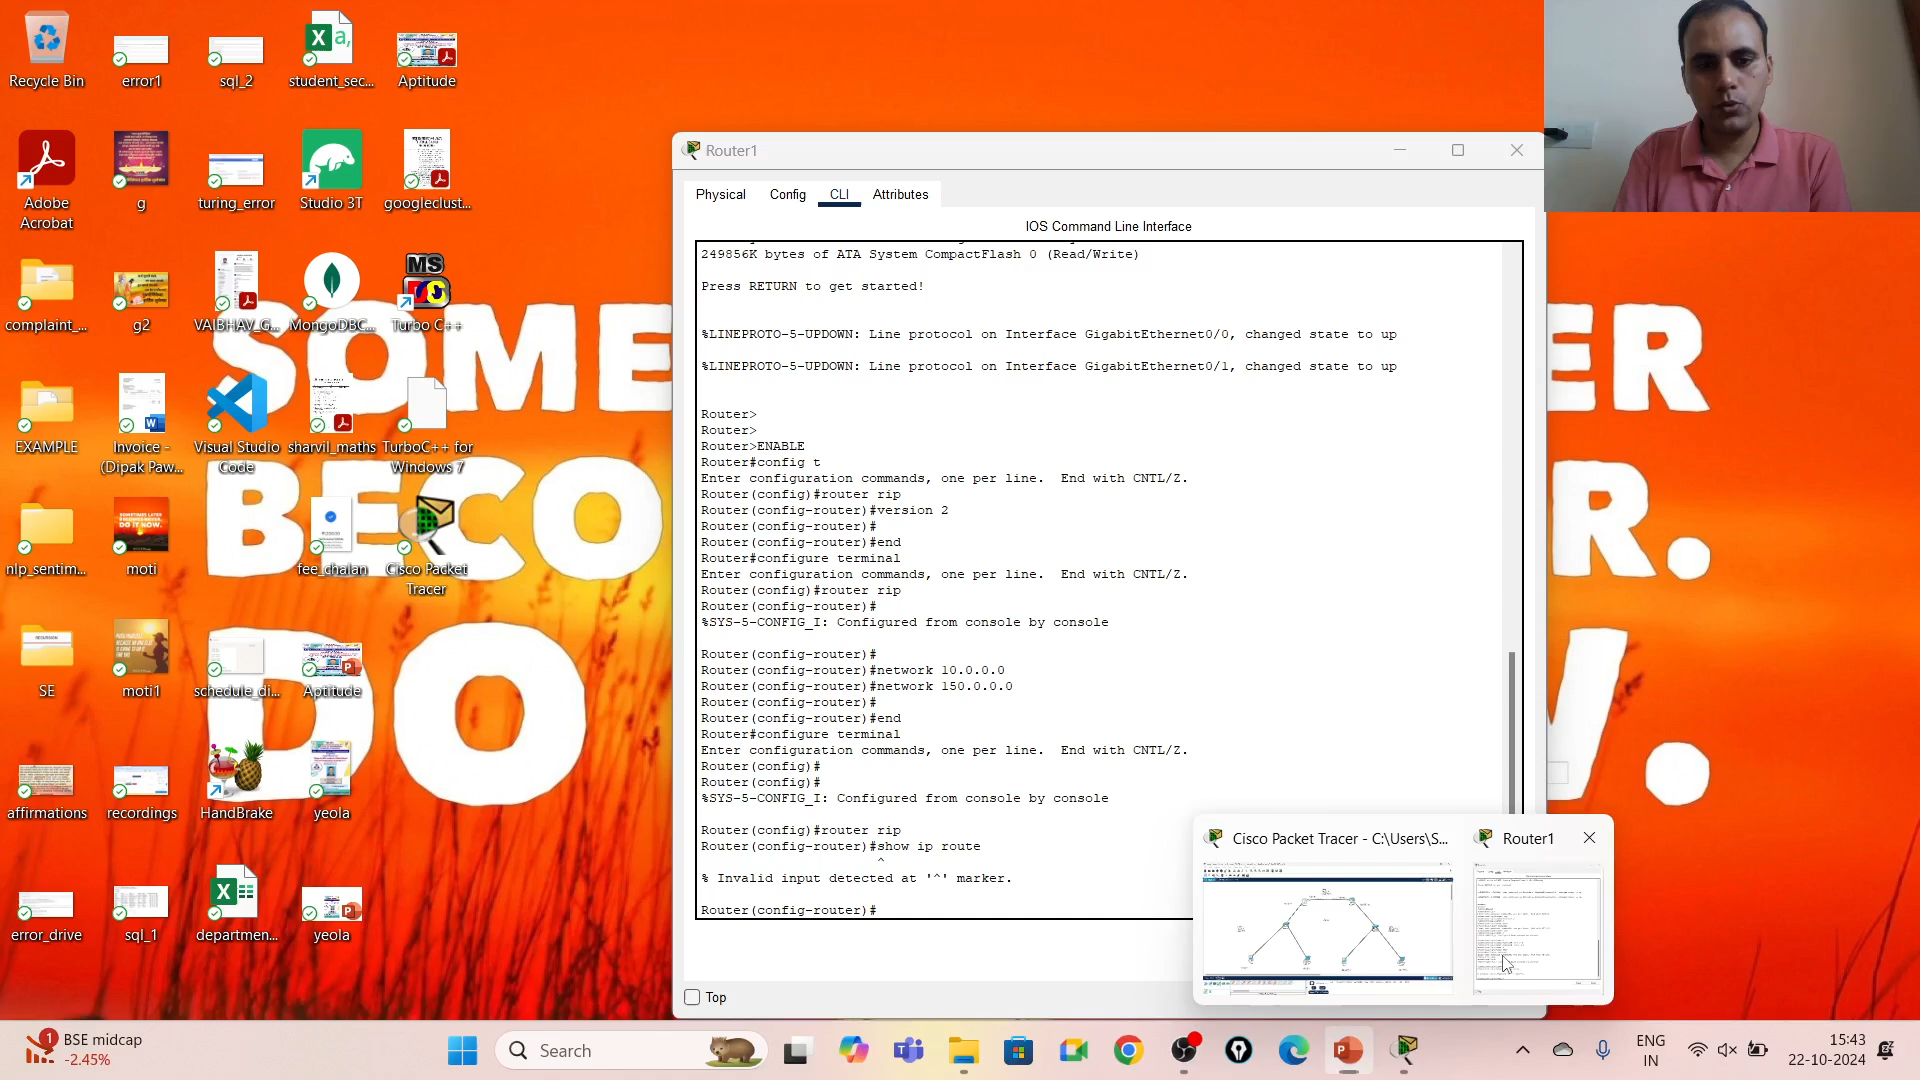 Recycle Bin
error1
sql_2
student_sec...
Aptitude
Adobe
Acrobat
g
turing_error
Studio 3T
googleclust...
complaint_...
g2
VAIBHAV_G...
MongoDBC...
Turbo C++
EXAMPLE
Invoice -
(Dipak Paw...
Visual Studio
Code
sharvil_maths
TurboC++ for
Windows 7
nlp_sentim...
moti
fee_chalan
Cisco Packet
Tracer
SE
moti1
schedule_di...
Aptitude
affirmations
recordings
HandBrake
yeola
error_drive
sql_1
departmen...
yeola
SOME
BECO
DO
ER
R.
Router1
Physical
Config
CLI
Attributes
IOS Command Line Interface
249856K bytes of ATA System CompactFlash 0 (Read/Write)
Press RETURN to get started!
%LINEPROTO-5-UPDOWN: Line protocol on Interface GigabitEthernet0/0, changed state to up
%LINEPROTO-5-UPDOWN: Line protocol on Interface GigabitEthernet0/1, changed state to up
Router>
Router>
Router>ENABLE
Router#config t
Enter configuration commands, one per line.  End with CNTL/Z.
Router(config)#router rip
Router(config-router)#version 2
Router(config-router)#
Router(config-router)#end
Router#configure terminal
Enter configuration commands, one per line.  End with CNTL/Z.
Router(config)#router rip
Router(config-router)#
%SYS-5-CONFIG_I: Configured from console by console
Router(config-router)#
Router(config-router)#network 10.0.0.0
Router(config-router)#network 150.0.0.0
Router(config-router)#
Router(config-router)#end
Router#configure terminal
Enter configuration commands, one per line.  End with CNTL/Z.
Router(config)#
Router(config)#
%SYS-5-CONFIG_I: Configured from console by console
Router(config)#router rip
Router(config-router)#show ip route
^
% Invalid input detected at '^' marker.
Router(config-router)#
Top
Cisco Packet Tracer - C:\Users\S...
Router1
1
BSE midcap
-2.45%
Search
ENG
IN
15:43
22-10-2024